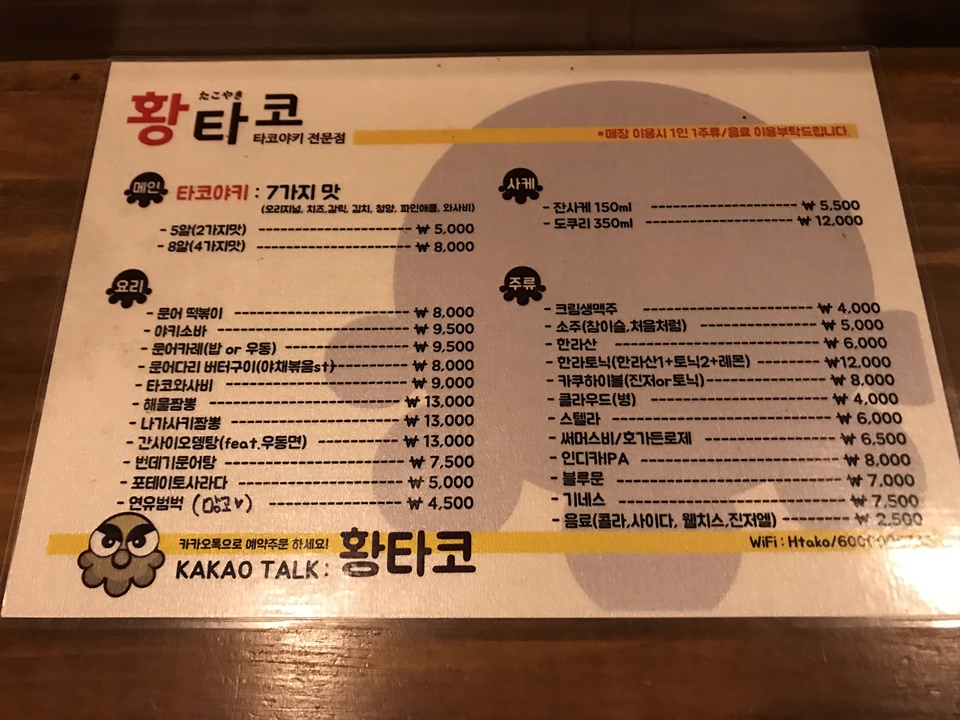 たこやき
황타코
타코야키 전문점
*매장 이용시 1인 1주류/음료 이용부탁드립니다.
메인 타코야키 : 7가지 맛
(오리지널, 치즈, 갈릭, 김치, 청양, 파인애플, 와사비)
- 5알(2가지맛) ₩ 5,000
- 8알(4가지맛) ₩ 8,000
요리
- 문어 떡볶이 ₩ 8,000
- 야키소바 ₩ 9,500
- 문어카레(밥 or 우동) ₩ 9,500
- 문어다리 버터구이(야채볶음st) ₩ 8,000
- 타코와사비 ₩ 9,000
- 해물짬뽕 ₩ 13,000
- 나가사키짬뽕 ₩ 13,000
- 간사이오뎅탕(feat.우동면) ₩ 13,000
- 번데기문어탕 ₩ 7,500
- 포테이토사라다 ₩ 5,000
- 연유범벅 ₩ 4,500
사케
- 잔사케 150ml ₩ 5,500
- 도쿠리 350ml ₩ 12,000
주류
- 크림생맥주 ₩ 4,000
- 소주(참이슬,처음처럼) ₩ 5,000
- 한라산 ₩ 6,000
- 한라토닉(한라산1+토닉2+레몬) ₩12,000
- 카쿠하이볼(진저or토닉) ₩ 8,000
- 클라우드(병) ₩ 4,000
- 스텔라 ₩ 6,000
- 써머스비/호가든로제 ₩ 6,500
- 인디카IPA ₩ 8,000
- 블루문 ₩ 7,000
- 기네스 ₩ 7,500
- 음료(콜라,사이다, 웰치스,진저엘) ₩ 2,500
카카오톡으로 예약주문 하세요!
KAKAO TALK : 황타코
WiFi : Htako/